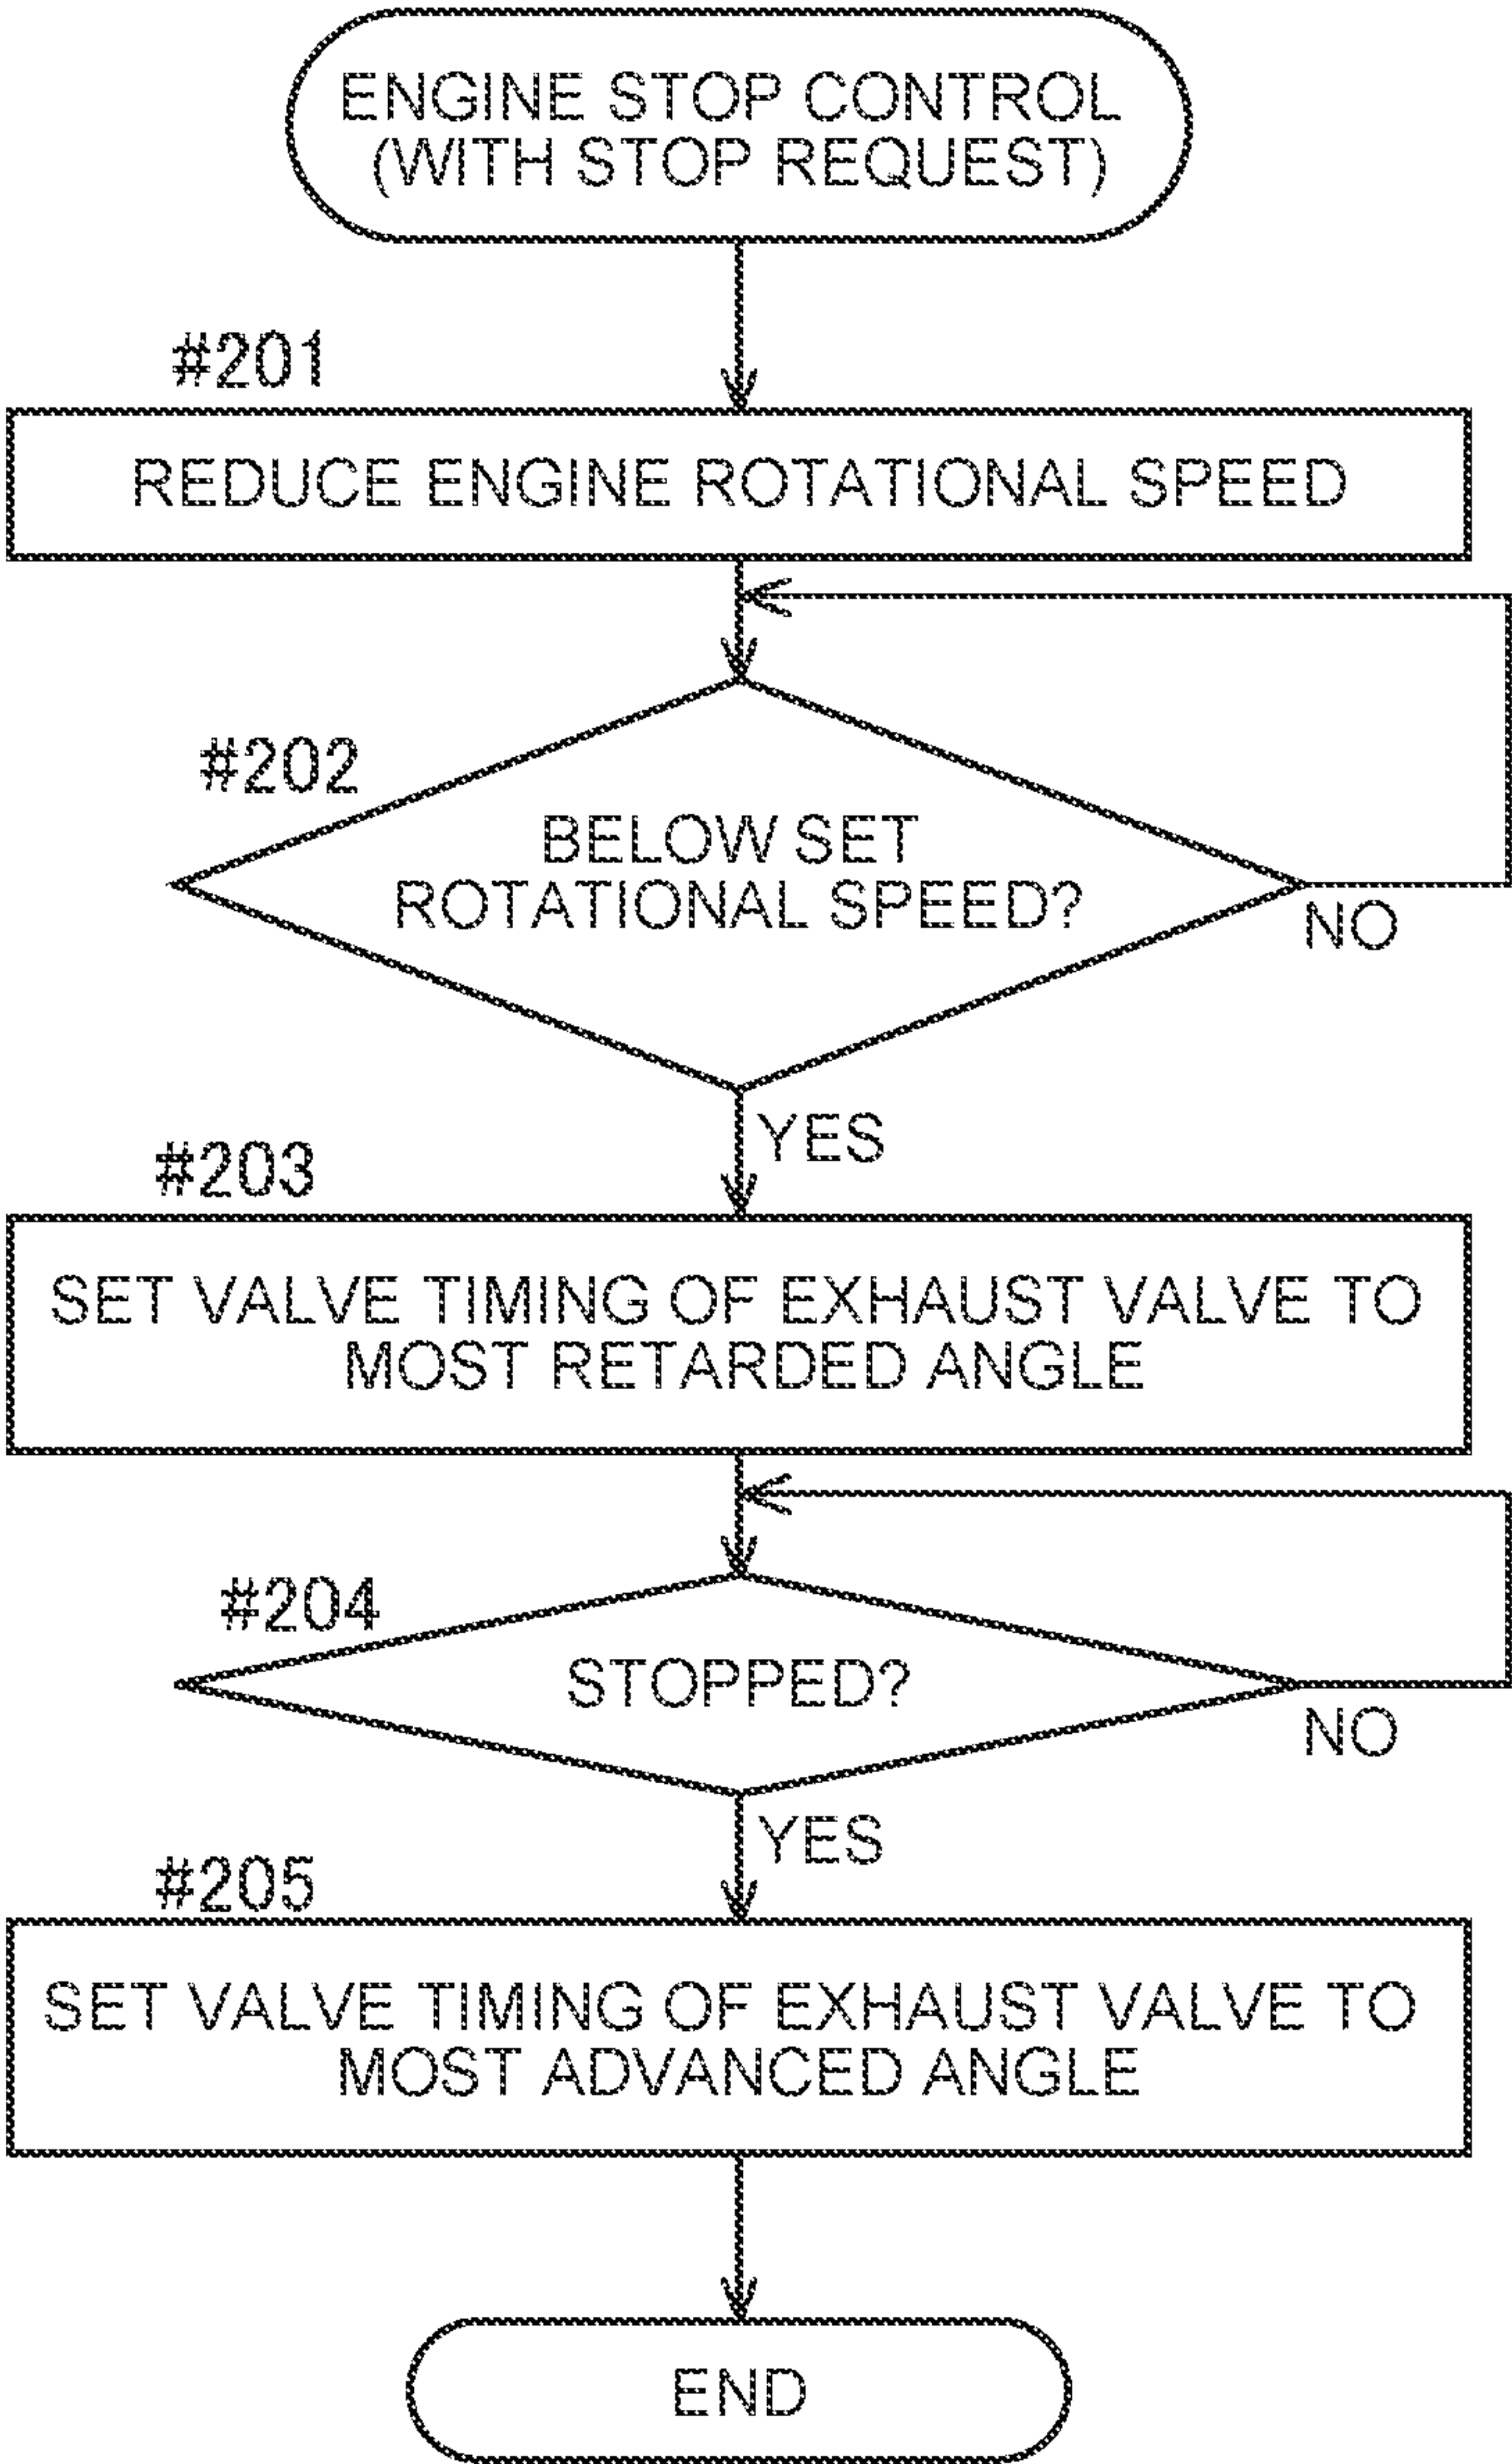 ENGINE STOP CONTROL
(WITH STOP REQUEST)
#201
REDUCE ENGINE ROTATIONAL SPEED
#202
BELOW SET
ROTATIONAL SPEED?
NO
YES
#203
SET VALVE TIMING OF EXHAUST VALVE TO
MOST RETARDED ANGLE
#204
STOPPED?
NO
YES
#205
SET VALVE TIMING OF EXHAUST VALVE TO
MOST ADVANCED ANGLE
END